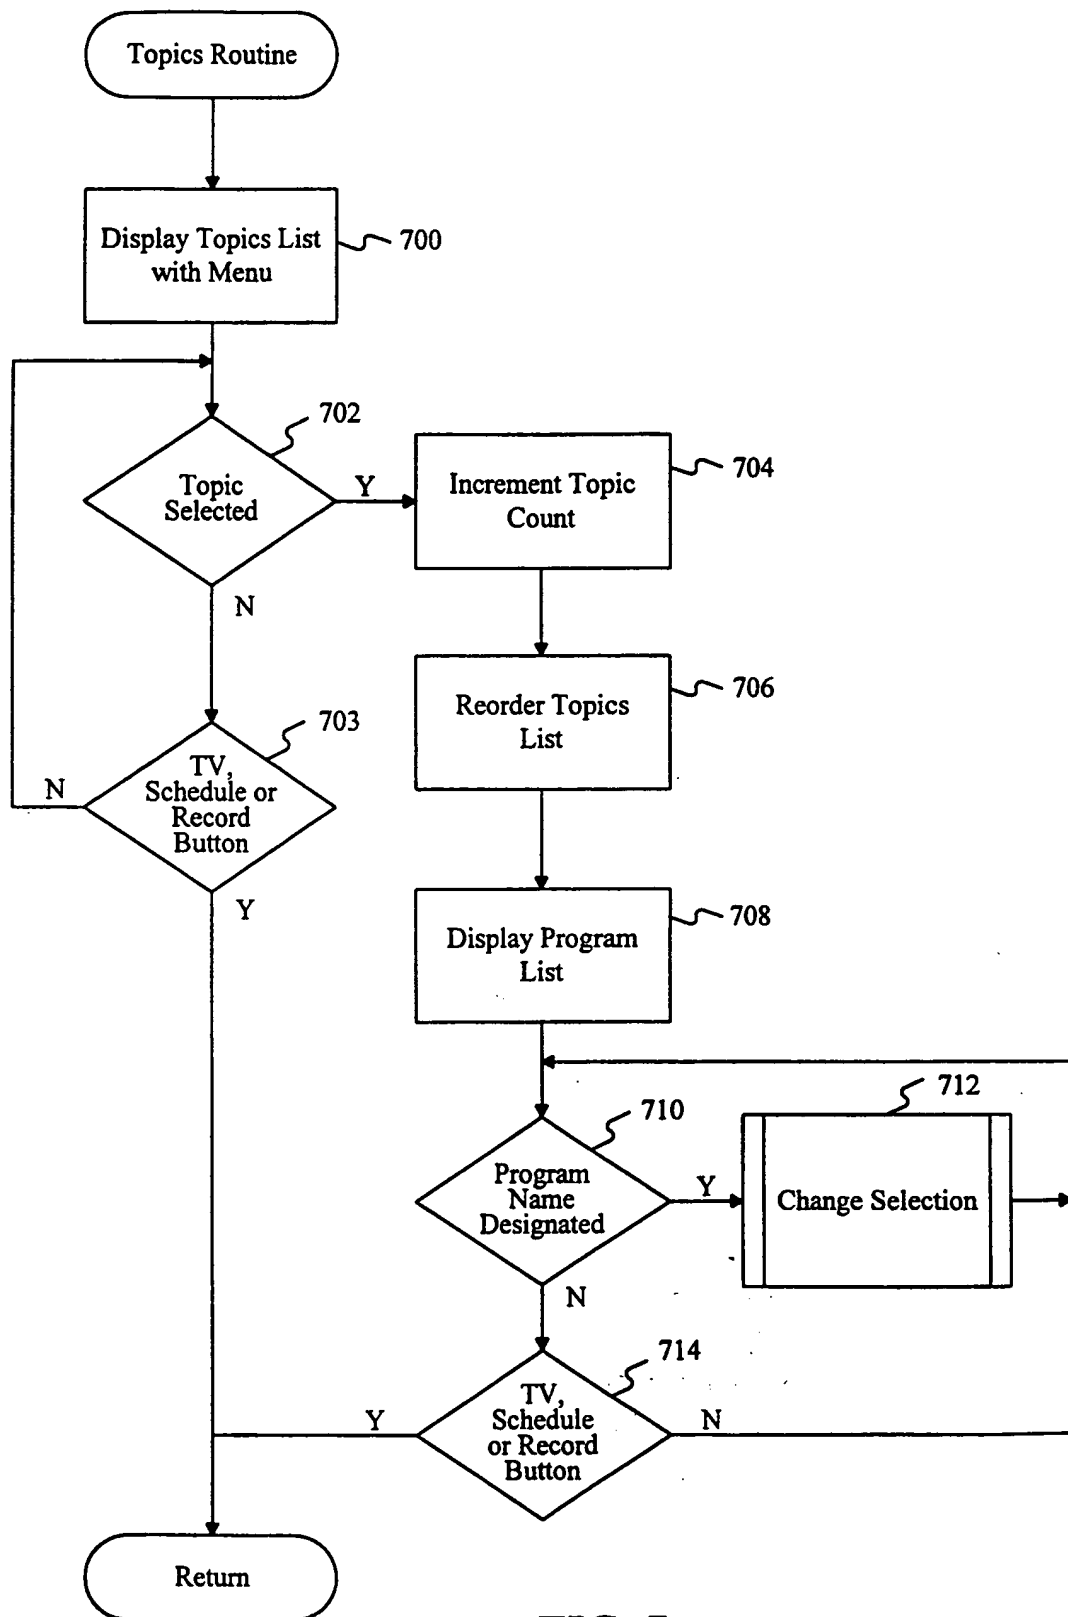 Topics Routine
Display Topics List
with Menu
700
702
Topic
Selected
Y
N
Increment Topic
Count
704
Reorder Topics
List
706
703
TV,
Schedule or
Record
Button
N
Y
Display Program
List
708
710
Program
Name
Designated
Y
N
712
Change Selection
714
TV,
Schedule
or Record
Button
Y
N
Return